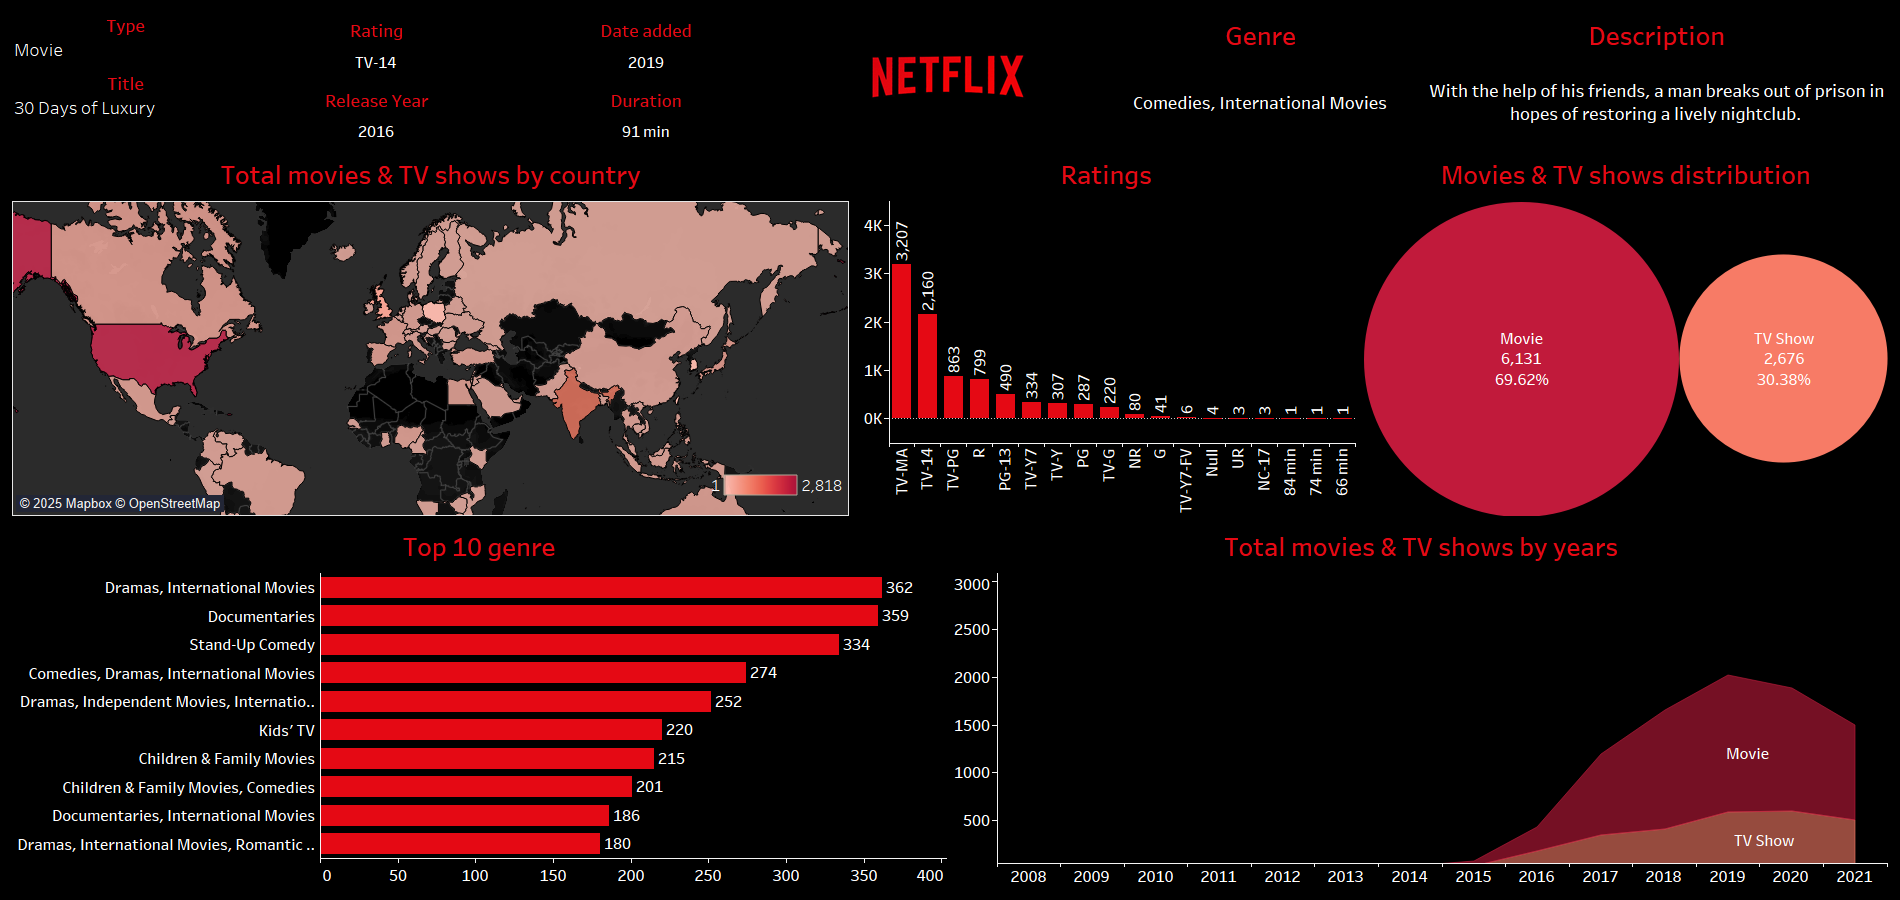 Type
Movie
Title
30 Days of Luxury
Rating
TV-14
Release Year
2016
Date added
2019
Duration
91 min
NETFLIX
Genre
Comedies, International Movies
Description
With the help of his friends, a man breaks out of prison in
hopes of restoring a lively nightclub.
Total movies & TV shows by country
1
2,818
© 2025 Mapbox © OpenStreetMap
Ratings
4K
3K
2K
1K
0K
3,207
2,160
863
799
490
334
307
287
220
80
41
6
4
3
3
1
1
1
TV-MA
TV-14
TV-PG
R
PG-13
TV-Y7
TV-Y
PG
TV-G
NR
G
TV-Y7-FV
Null
UR
NC-17
84 min
74 min
66 min
Movies & TV shows distribution
Movie
6,131
69.62%
TV Show
2,676
30.38%
Top 10 genre
Dramas, International Movies 362
Documentaries 359
Stand-Up Comedy 334
Comedies, Dramas, International Movies 274
Dramas, Independent Movies, Internatio.. 252
Kids’ TV 220
Children & Family Movies 215
Children & Family Movies, Comedies 201
Documentaries, International Movies 186
Dramas, International Movies, Romantic .. 180
0 50 100 150 200 250 300 350 400
Total movies & TV shows by years
3000
2500
2000
1500
1000
500
Movie
TV Show
2008 2009 2010 2011 2012 2013 2014 2015 2016 2017 2018 2019 2020 2021